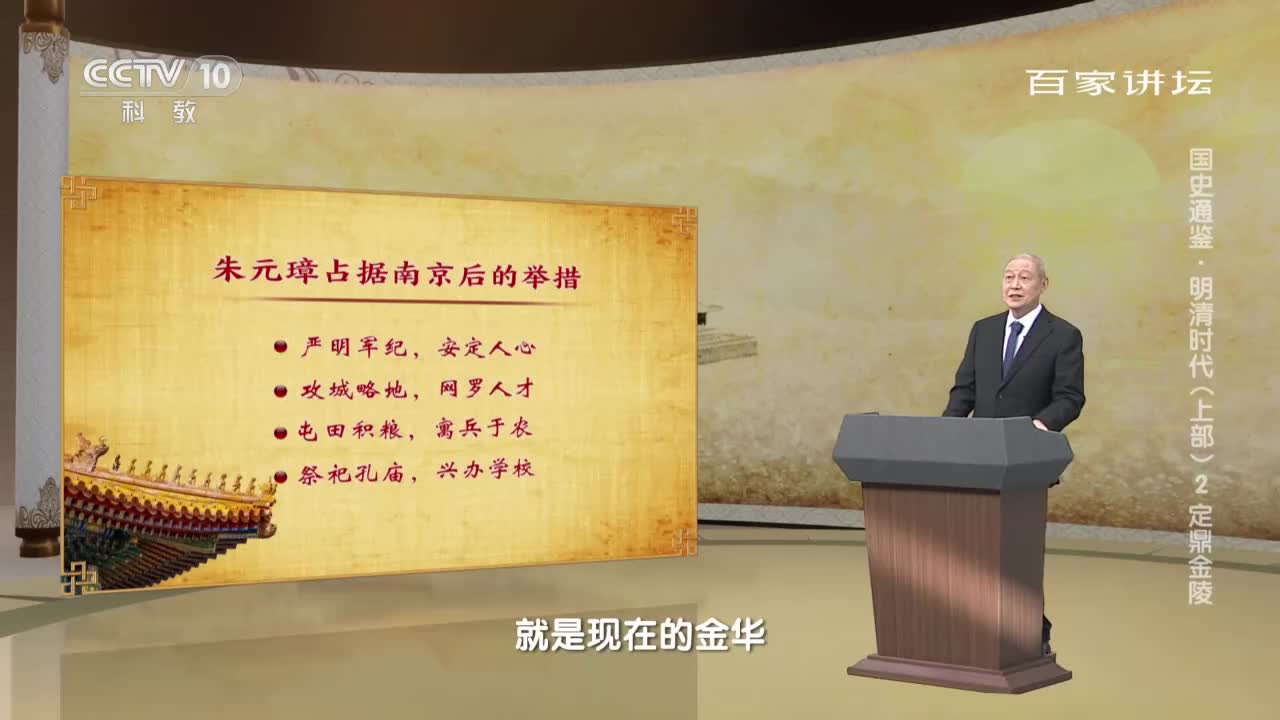 CCTV 10
科教
百家讲坛
国史通鉴·明清时代（上部）2 定鼎金陵
朱元璋占据南京后的举措
严明军纪，安定人心
攻城略地，网罗人才
屯田积粮，寓兵于农
祭祀孔庙，兴办学校
就是现在的金华